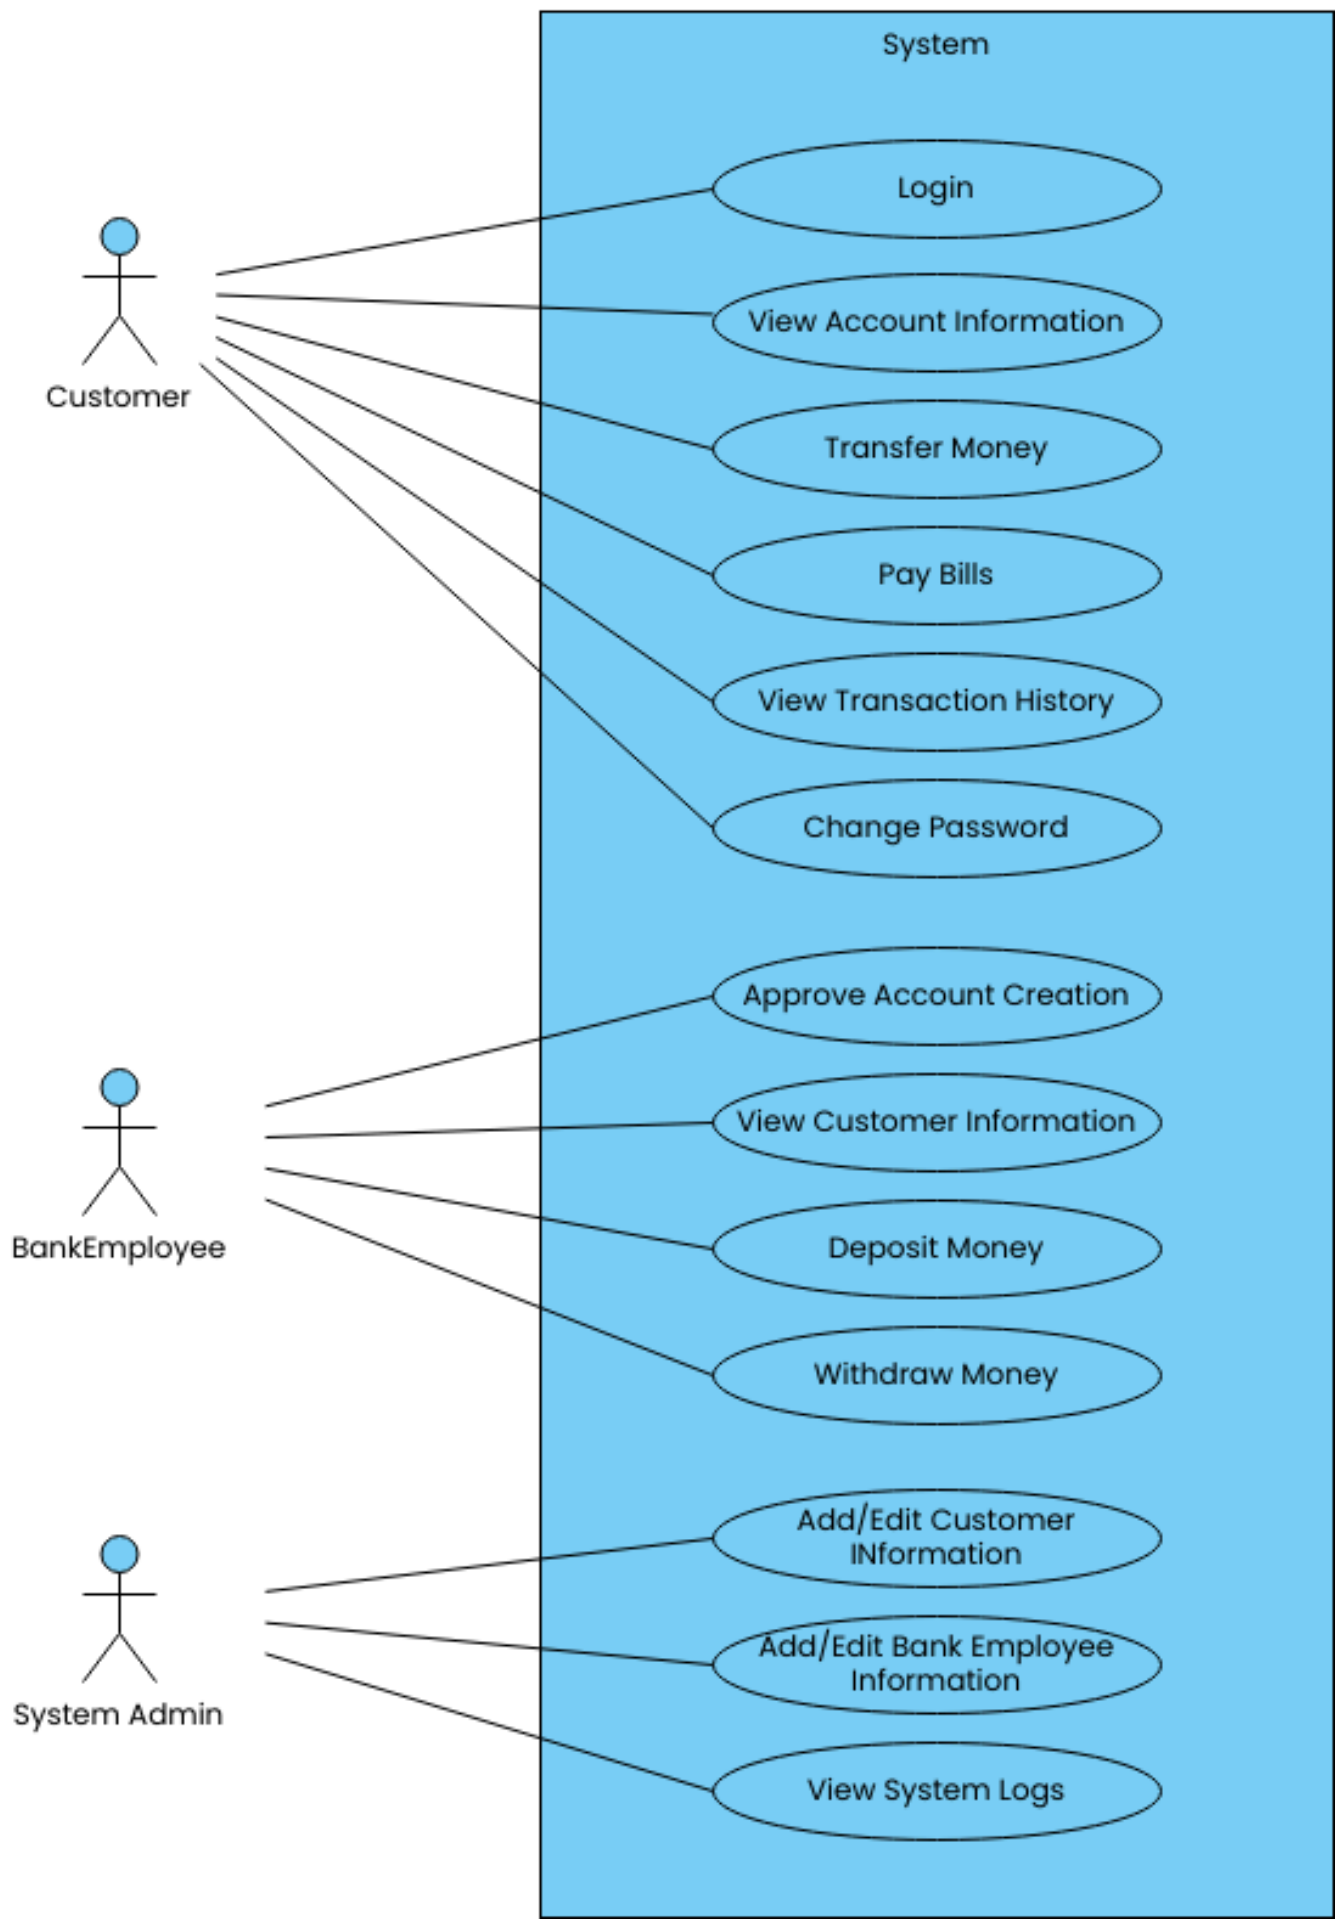 System
Login
View Account Information
Customer
Transfer Money
Pay Bills
View Transaction History
Change Password
Approve Account Creation
View Customer Information
BankEmployee
Deposit Money
Withdraw Money
Add/Edit Customer
INformation
Add/Edit Bank Employee
Information
System Admin
View System Logs